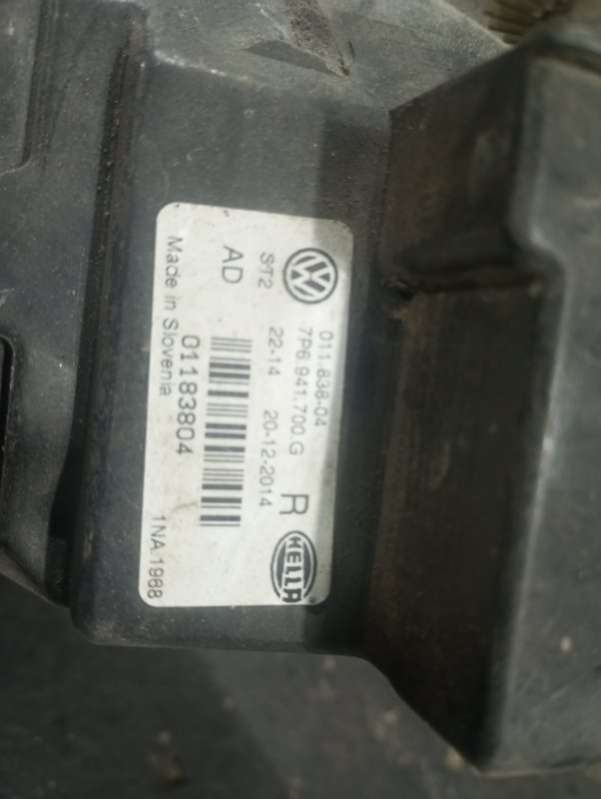 011.838-04
7P6.941.700.G
22-14 20-12-2014 R
ST2
AD
HELLA
01183804
Made in Slovenia 1NA.1988